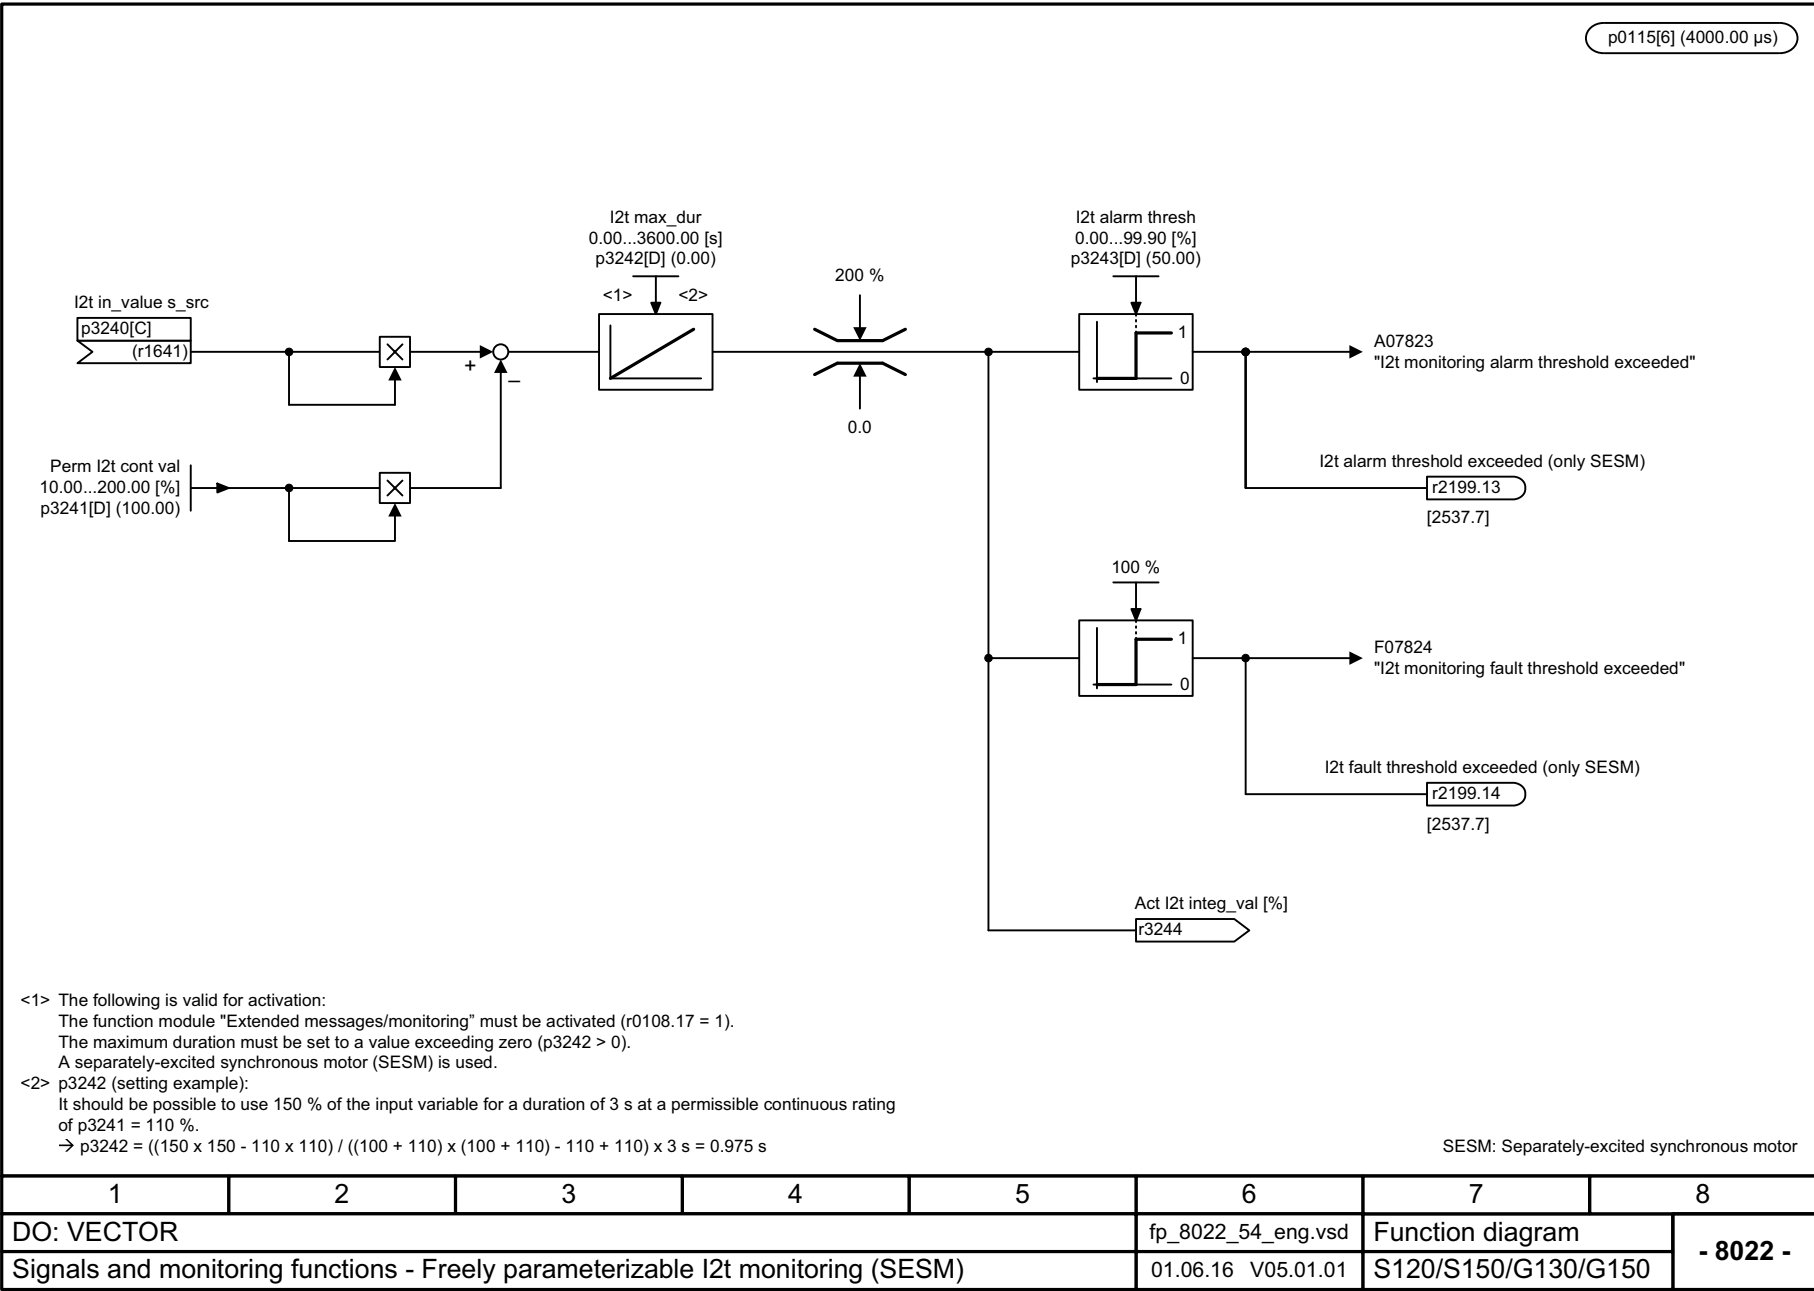 p0115[6] (4000.00 µs)
I2t max_dur
0.00...3600.00 [s]
p3242[D] (0.00)
<1>
<2>
200 %
0.0
I2t alarm thresh
0.00...99.90 [%]
p3243[D] (50.00)
1
0
I2t in_value s_src
p3240[C]
(r1641)
+
–
A07823
"I2t monitoring alarm threshold exceeded"
Perm I2t cont val
10.00...200.00 [%]
p3241[D] (100.00)
I2t alarm threshold exceeded (only SESM)
r2199.13
[2537.7]
100 %
1
0
F07824
"I2t monitoring fault threshold exceeded"
I2t fault threshold exceeded (only SESM)
r2199.14
[2537.7]
Act I2t integ_val [%]
r3244
<1> The following is valid for activation:
The function module "Extended messages/monitoring” must be activated (r0108.17 = 1).
The maximum duration must be set to a value exceeding zero (p3242 > 0).
A separately-excited synchronous motor (SESM) is used.
<2> p3242 (setting example):
It should be possible to use 150 % of the input variable for a duration of 3 s at a permissible continuous rating
of p3241 = 110 %.
→ p3242 = ((150 x 150 - 110 x 110) / ((100 + 110) x (100 + 110) - 110 + 110) x 3 s = 0.975 s
SESM: Separately-excited synchronous motor
1 2 3 4 5 6 7 8
DO: VECTOR
fp_8022_54_eng.vsd
Function diagram
- 8022 -
Signals and monitoring functions - Freely parameterizable I2t monitoring (SESM)
01.06.16 V05.01.01
S120/S150/G130/G150